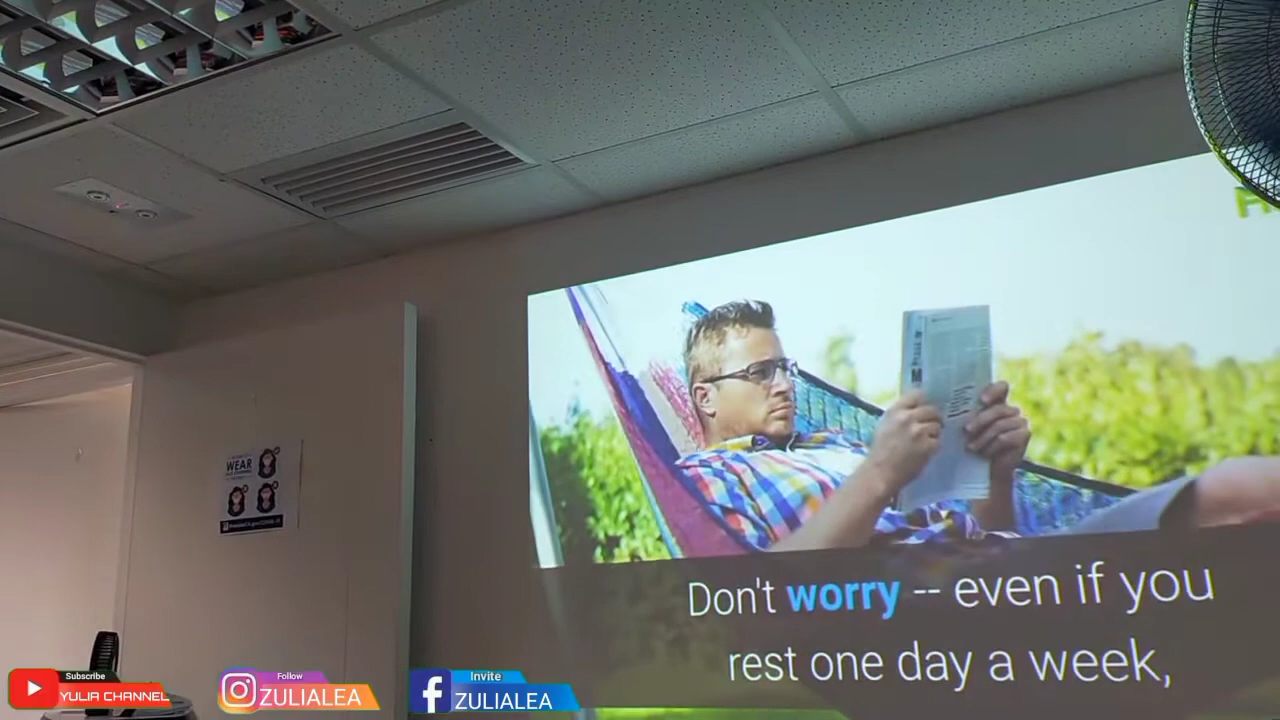 WEAR
Don't worry -- even if you
rest one day a week,
Subscribe
YULIA CHANNEL
Follow
ZULIALEA
Invite
ZULIALEA